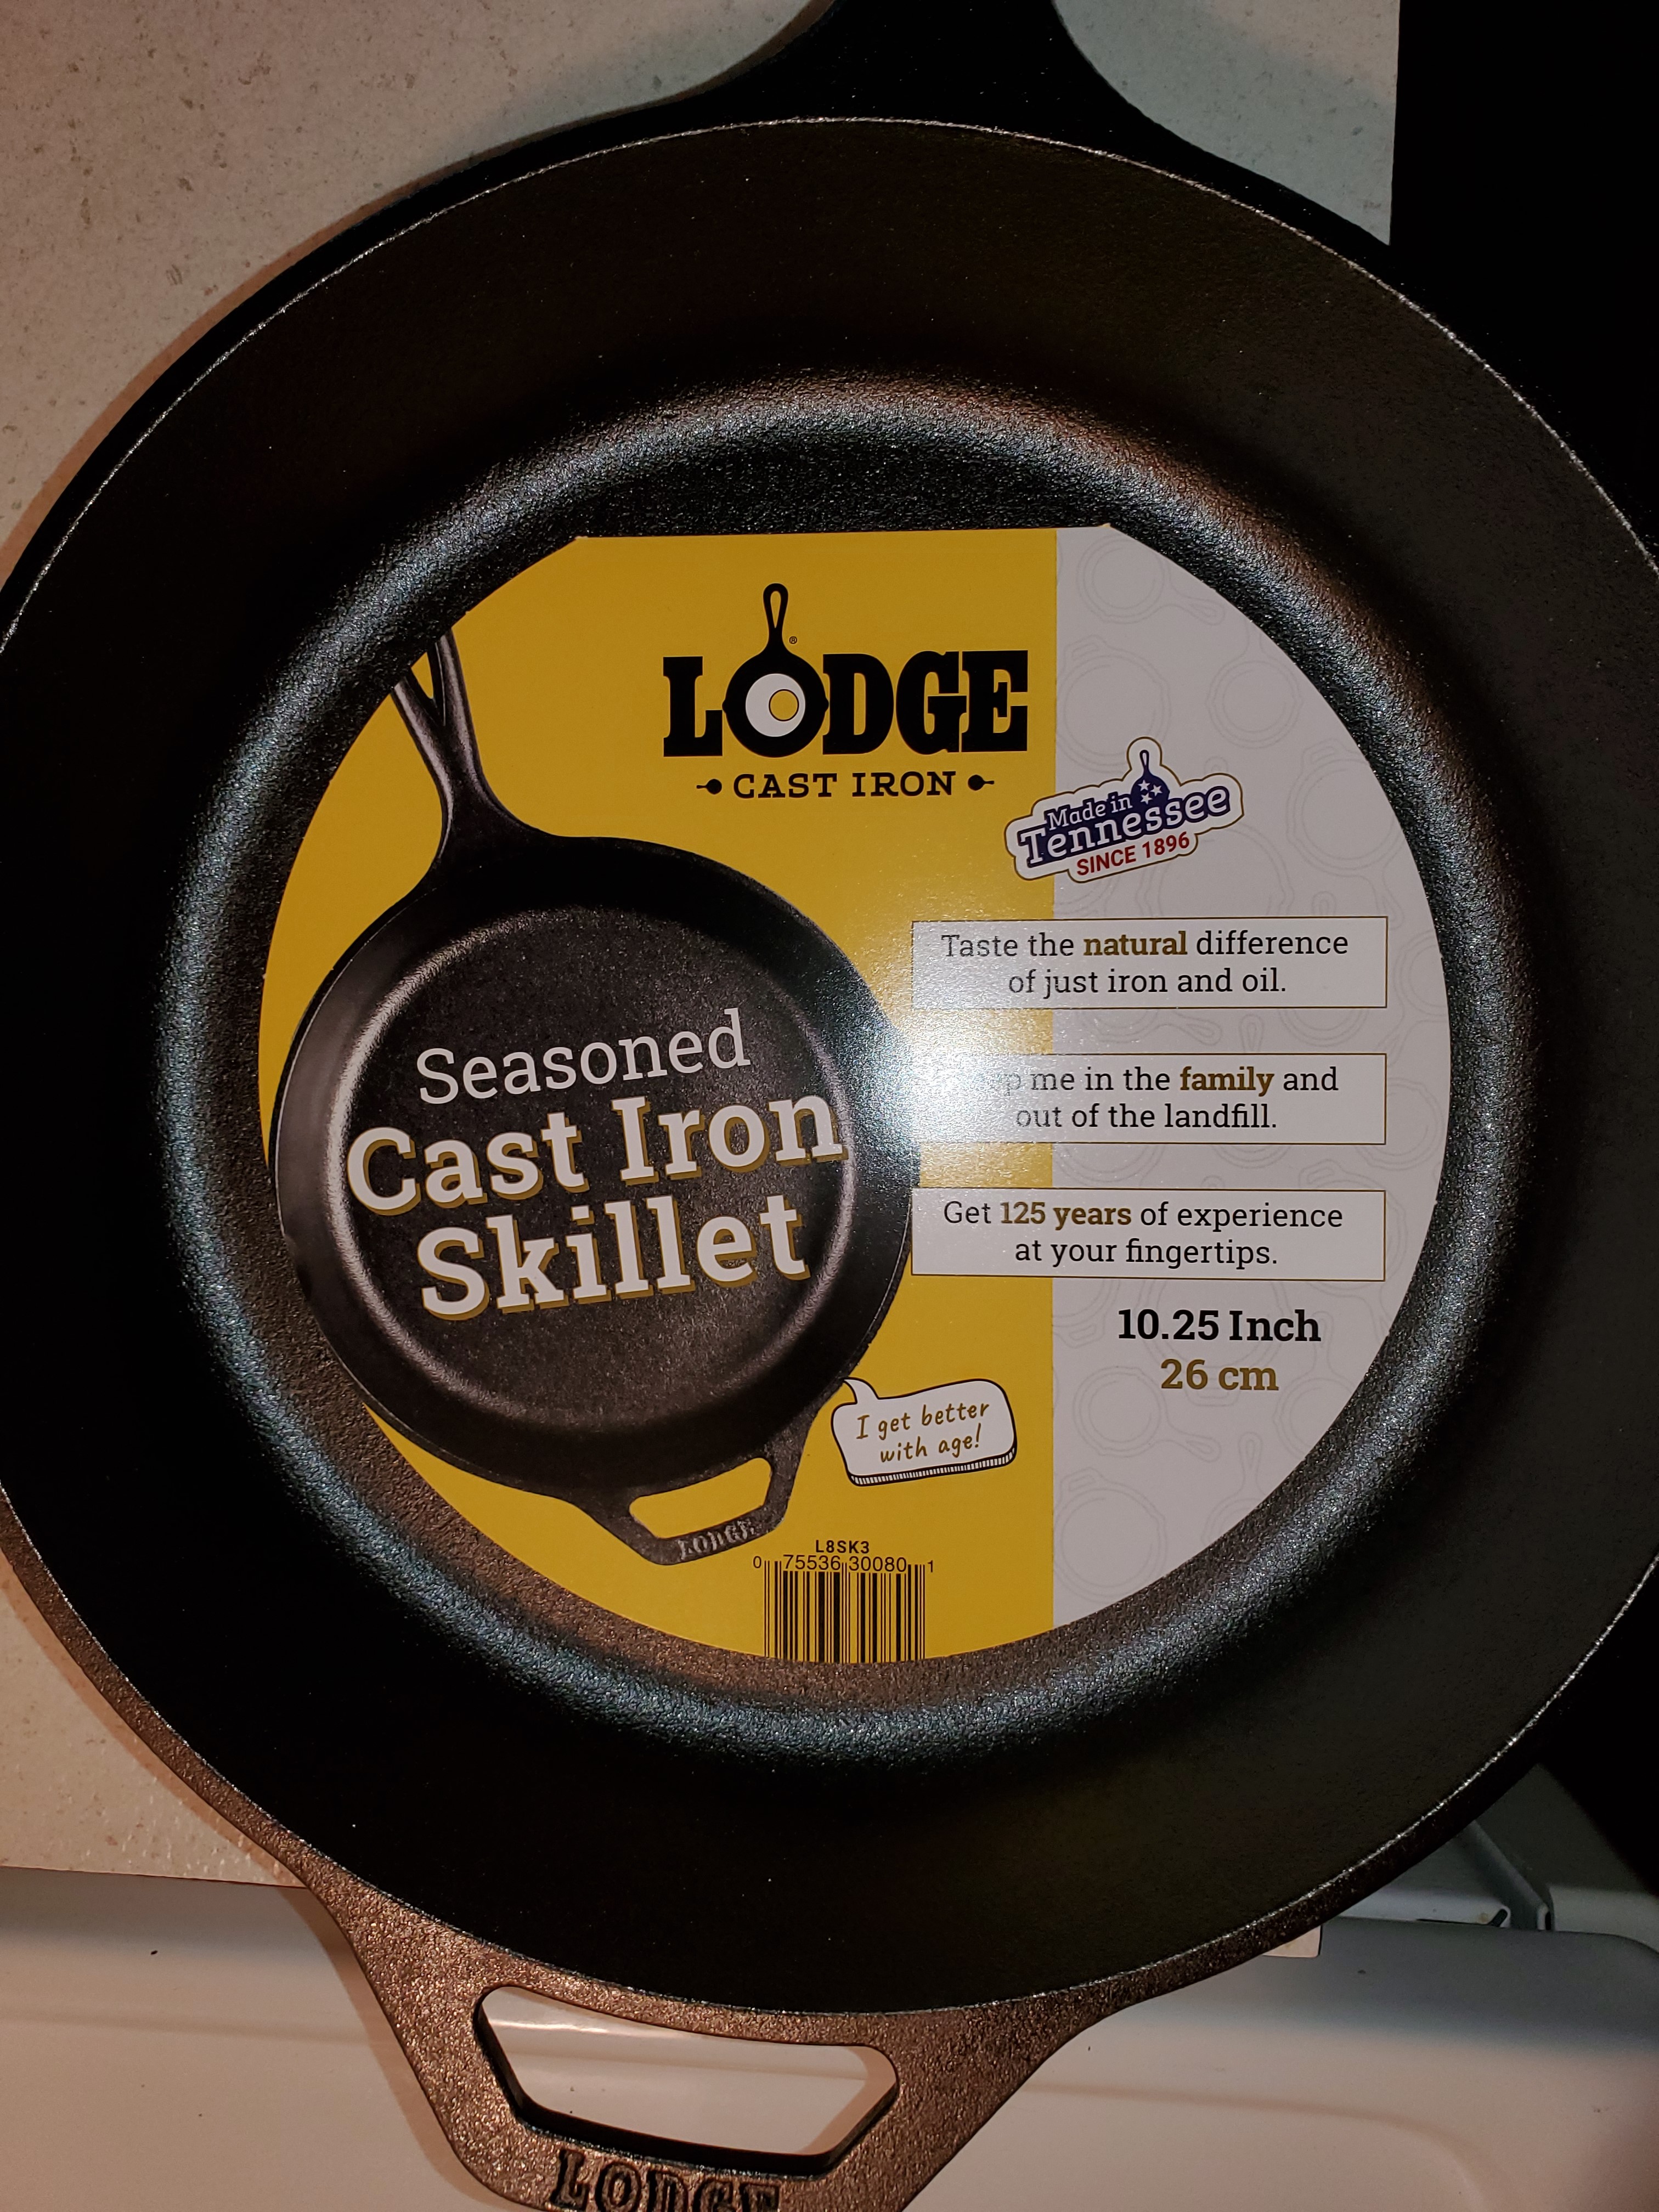 LODGE
®
CAST IRON
Made in
Tennessee
SINCE 1896
Taste the natural difference
of just iron and oil.
Seasoned
Cast Iron
Skillet
me in the family and
out of the landfill.
Get 125 years of experience
at your fingertips.
10.25 Inch
26 cm
I get better
with age!
LODGE
L8SK3
0 75536 30080 1
LODGE